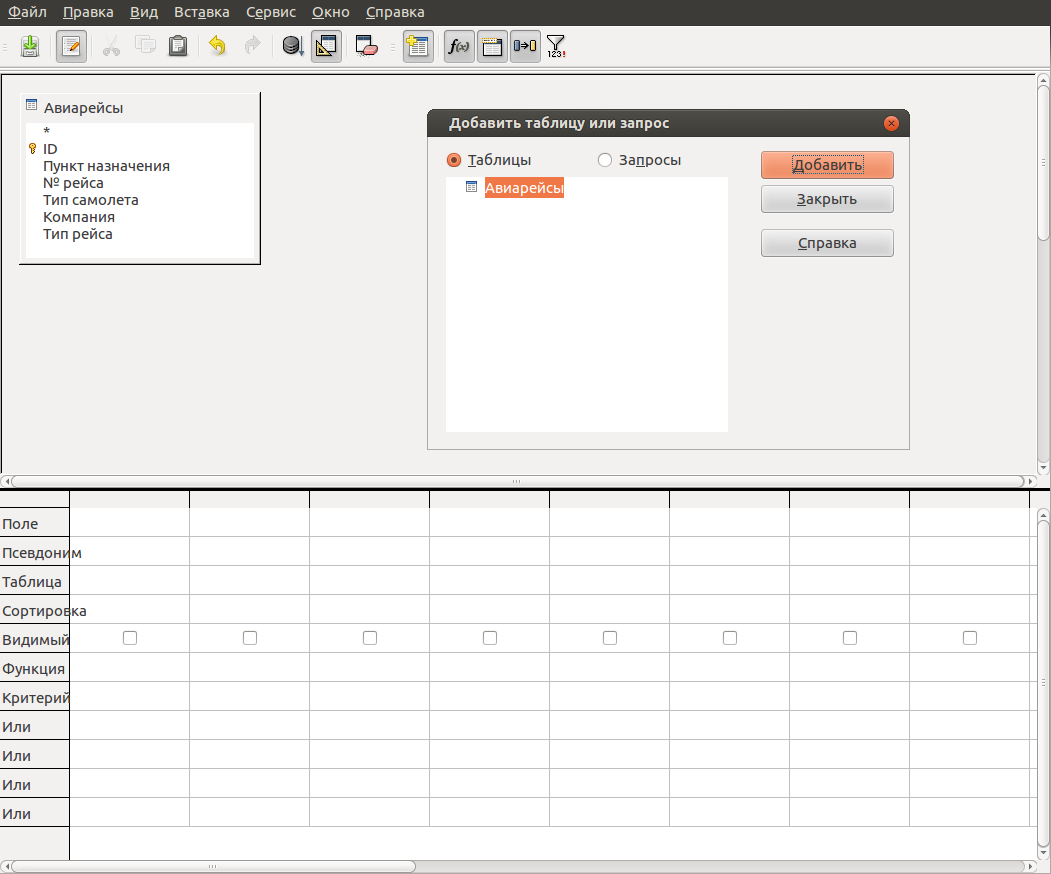 Файл Правка Вид Вставка Сервис Окно Справка
f(x)
123!
Авиарейсы
*
ID
Пункт назначения
№ рейса
Тип самолета
Компания
Тип рейса
Добавить таблицу или запрос
Таблицы Запросы
Авиарейсы
Добавить
Закрыть
Справка
Поле
Псевдоним
Таблица
Сортировка
Видимый
Функция
Критерий
Или
Или
Или
Или